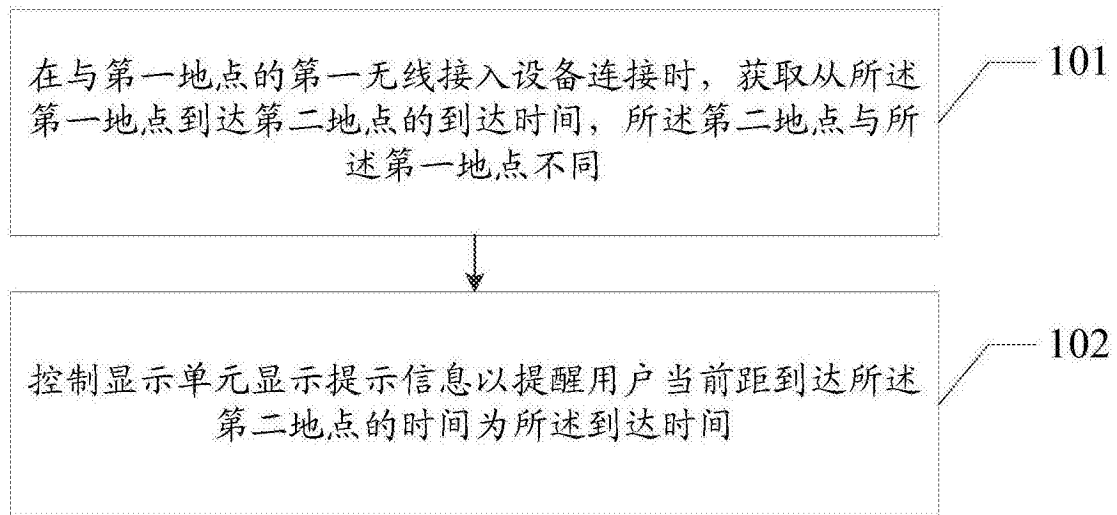 在与第一地点的第一无线接入设备连接时，获取从所述
第一地点到达第二地点的到达时间，所述第二地点与所
述第一地点不同
101
控制显示单元显示提示信息以提醒用户当前距到达所述
第二地点的时间为所述到达时间
102